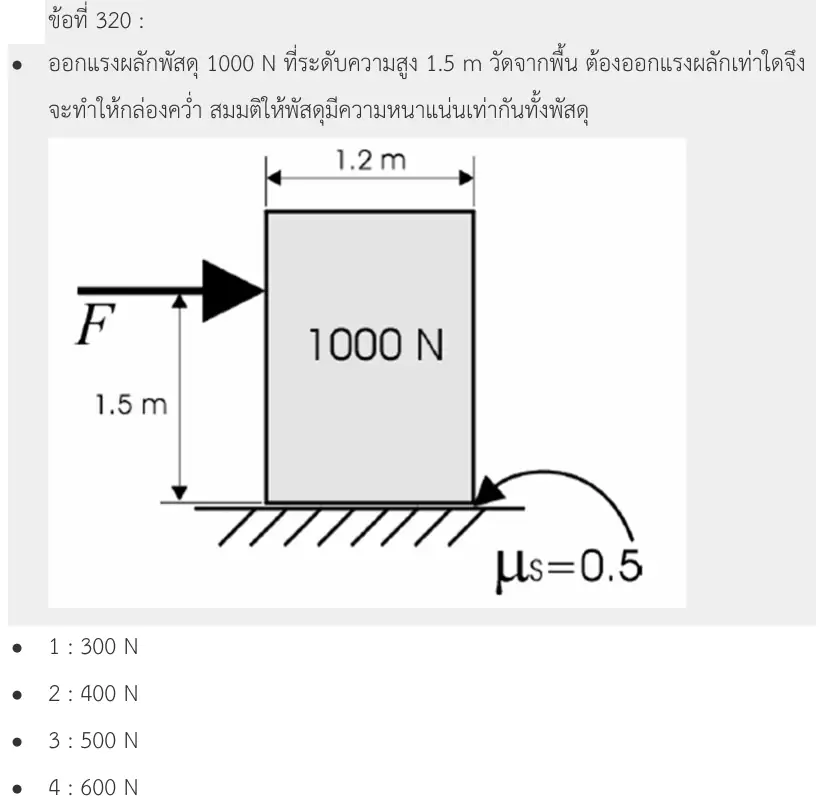 ข้อที่ 320 :
ออกแรงผลักพัสดุ 1000 N ที่ระดับความสูง 1.5 m วัดจากพื้น ต้องออกแรงผลักเท่าใดจึง
จะทำให้กล่องคว่ำ สมมติให้พัสดุมีความหนาแน่นเท่ากันทั้งพัสดุ
1.2 m
F
1000 N
1.5 m
μs=0.5
1 : 300 N
2 : 400 N
3 : 500 N
4 : 600 N